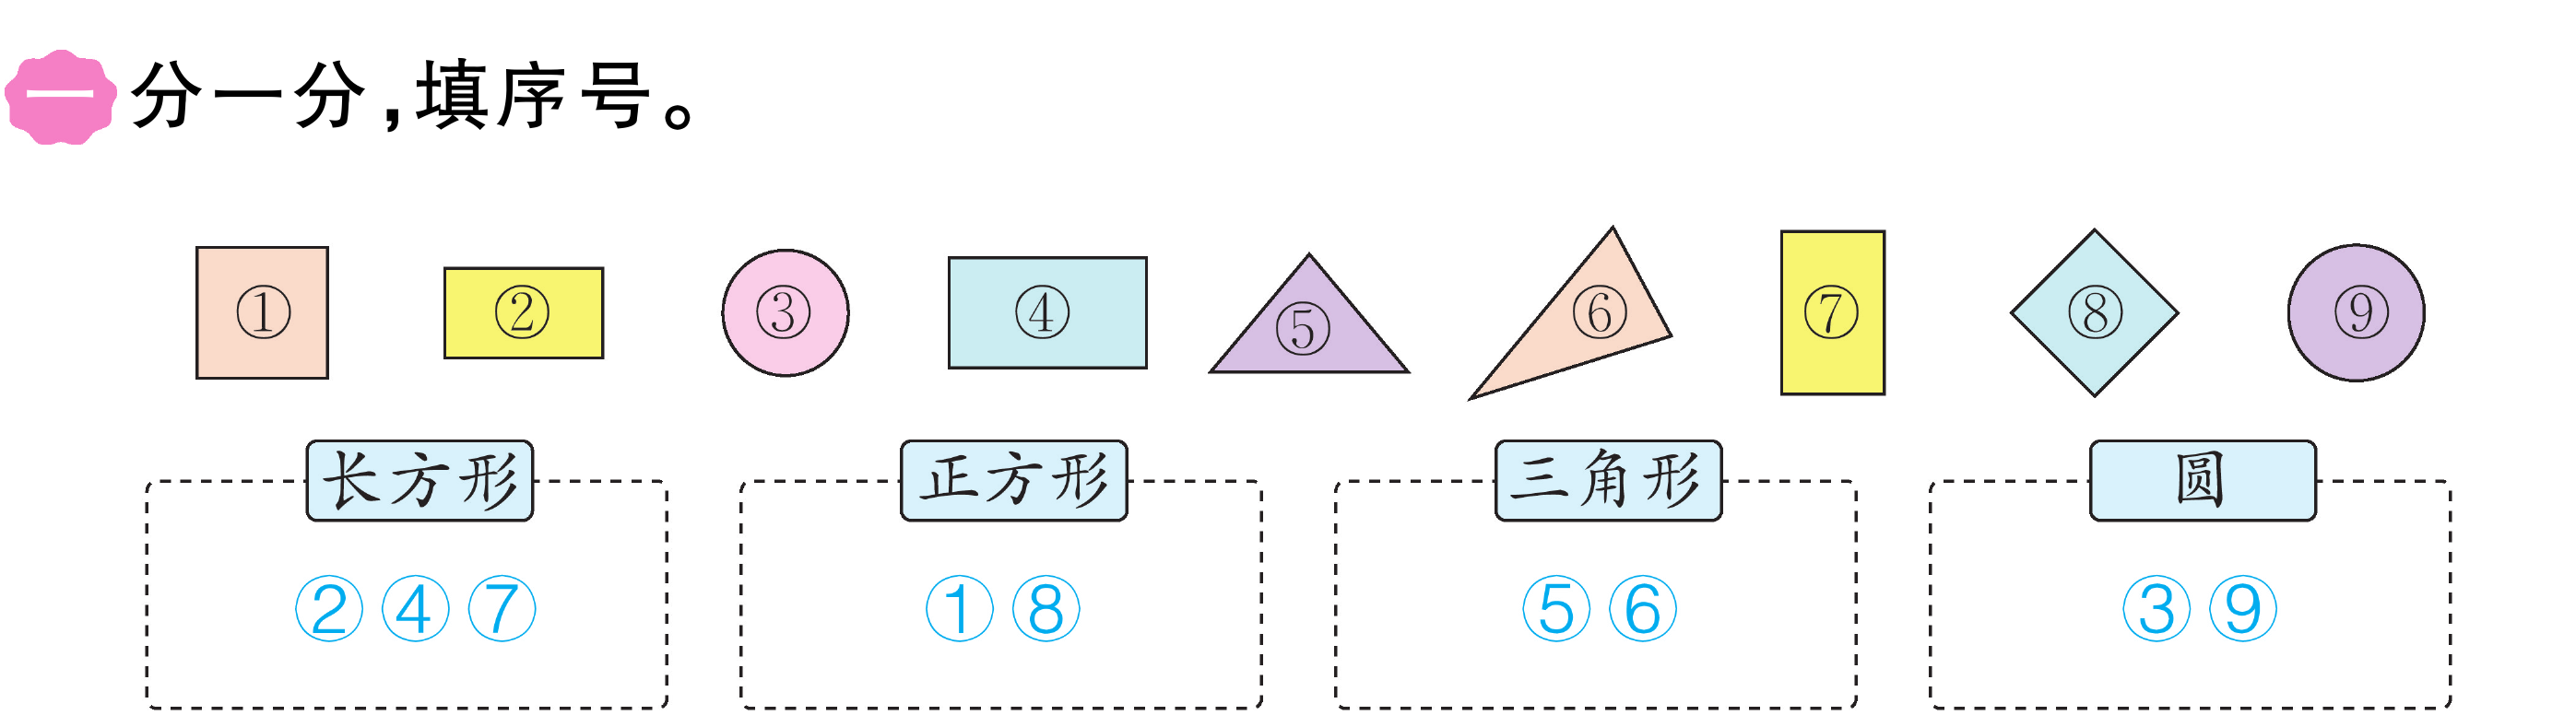 一 分一分,填序号。
① ② ③ ④ ⑤ ⑥ ⑦ ⑧ ⑨
长方形 正方形 三角形 圆
②④⑦ ①⑧ ⑤⑥ ③⑨